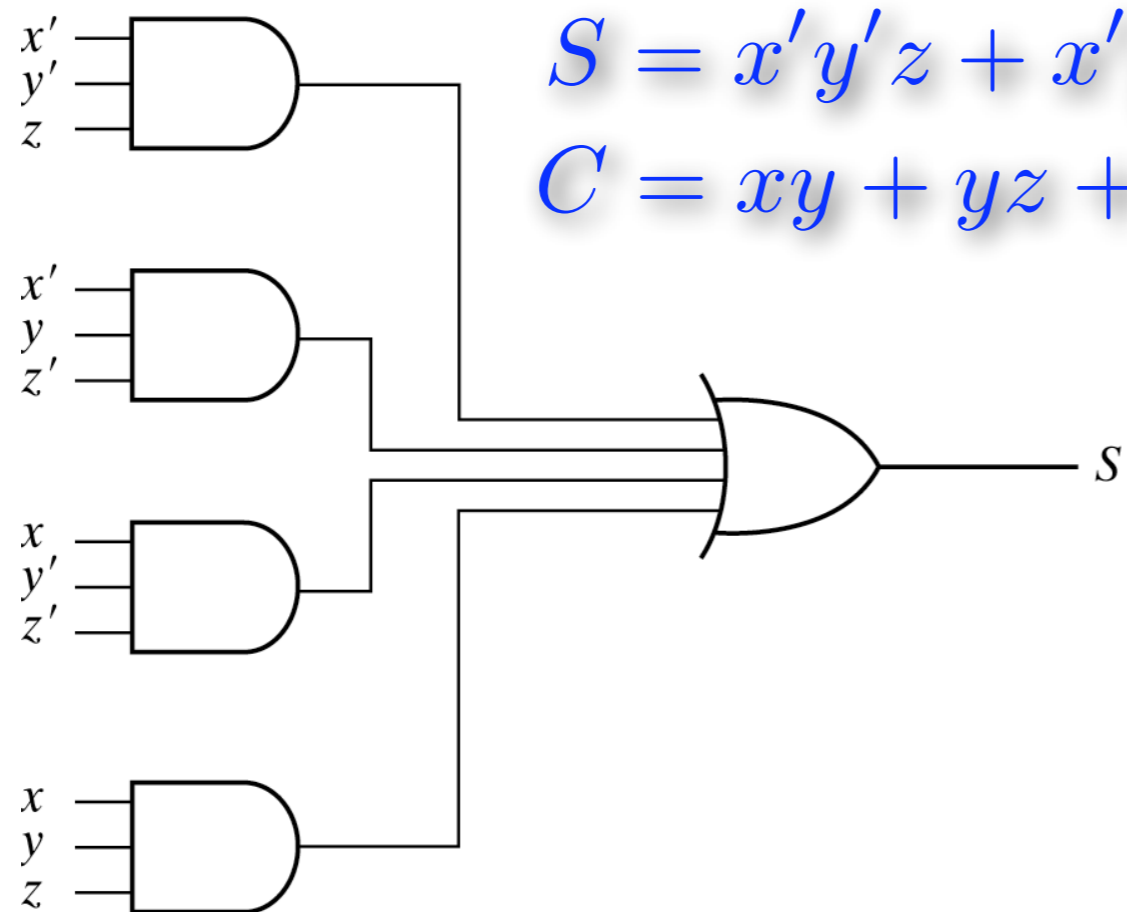 S = x′y′z + x′
C = xy + yz +
x′
y′
z
x′
y
z′
S
x
y′
z′
x
y
z